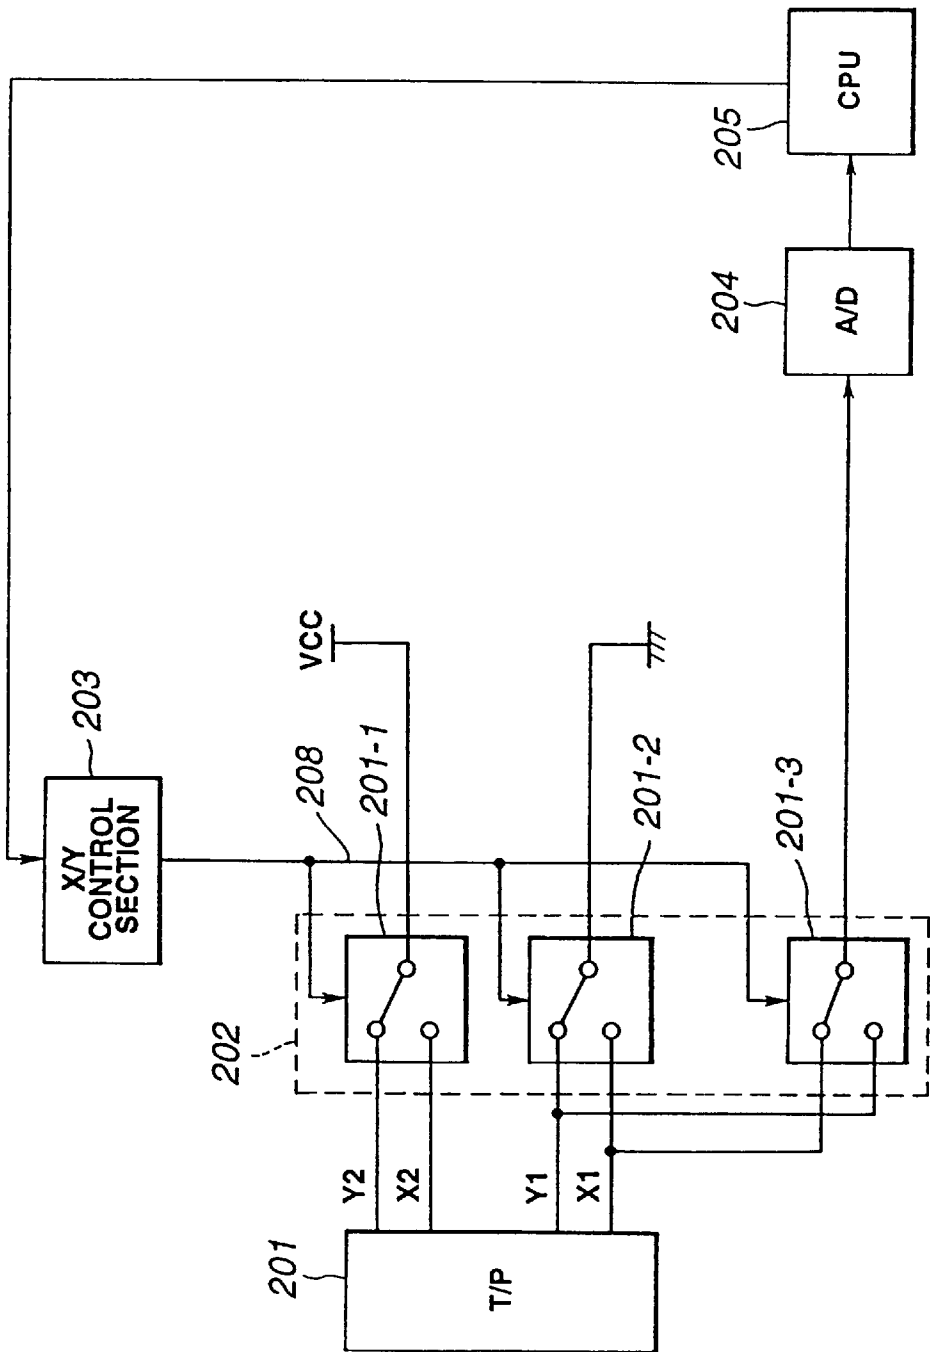 X/Y
CONTROL
SECTION
203
VCC
208
201-1
202
201-2
201-3
201
T/P
Y2
X2
Y1
X1
204
A/D
205
CPU